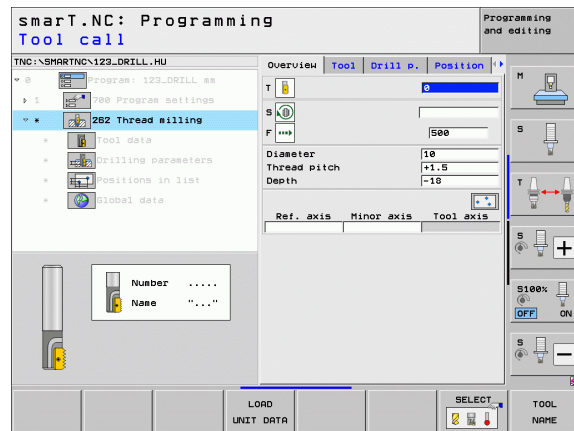 smarT.NC: Programming
Tool call
Programming
and editing
TNC:\SMARTNC\123_DRILL.HU
0 Program: 123_DRILL mm
1 700 Program settings
* 262 Thread milling
* Tool data
* Drilling parameters
* Positions in list
* Global data
Number .....
Name "..."
Overview Tool Drill p. Position
T 0
S
F 500
Diameter 10
Thread pitch +1.5
Depth -18
Ref. axis Minor axis Tool axis
M
S
T
S
S100%
OFF ON
S
LOAD
UNIT DATA
SELECT
TOOL
NAME